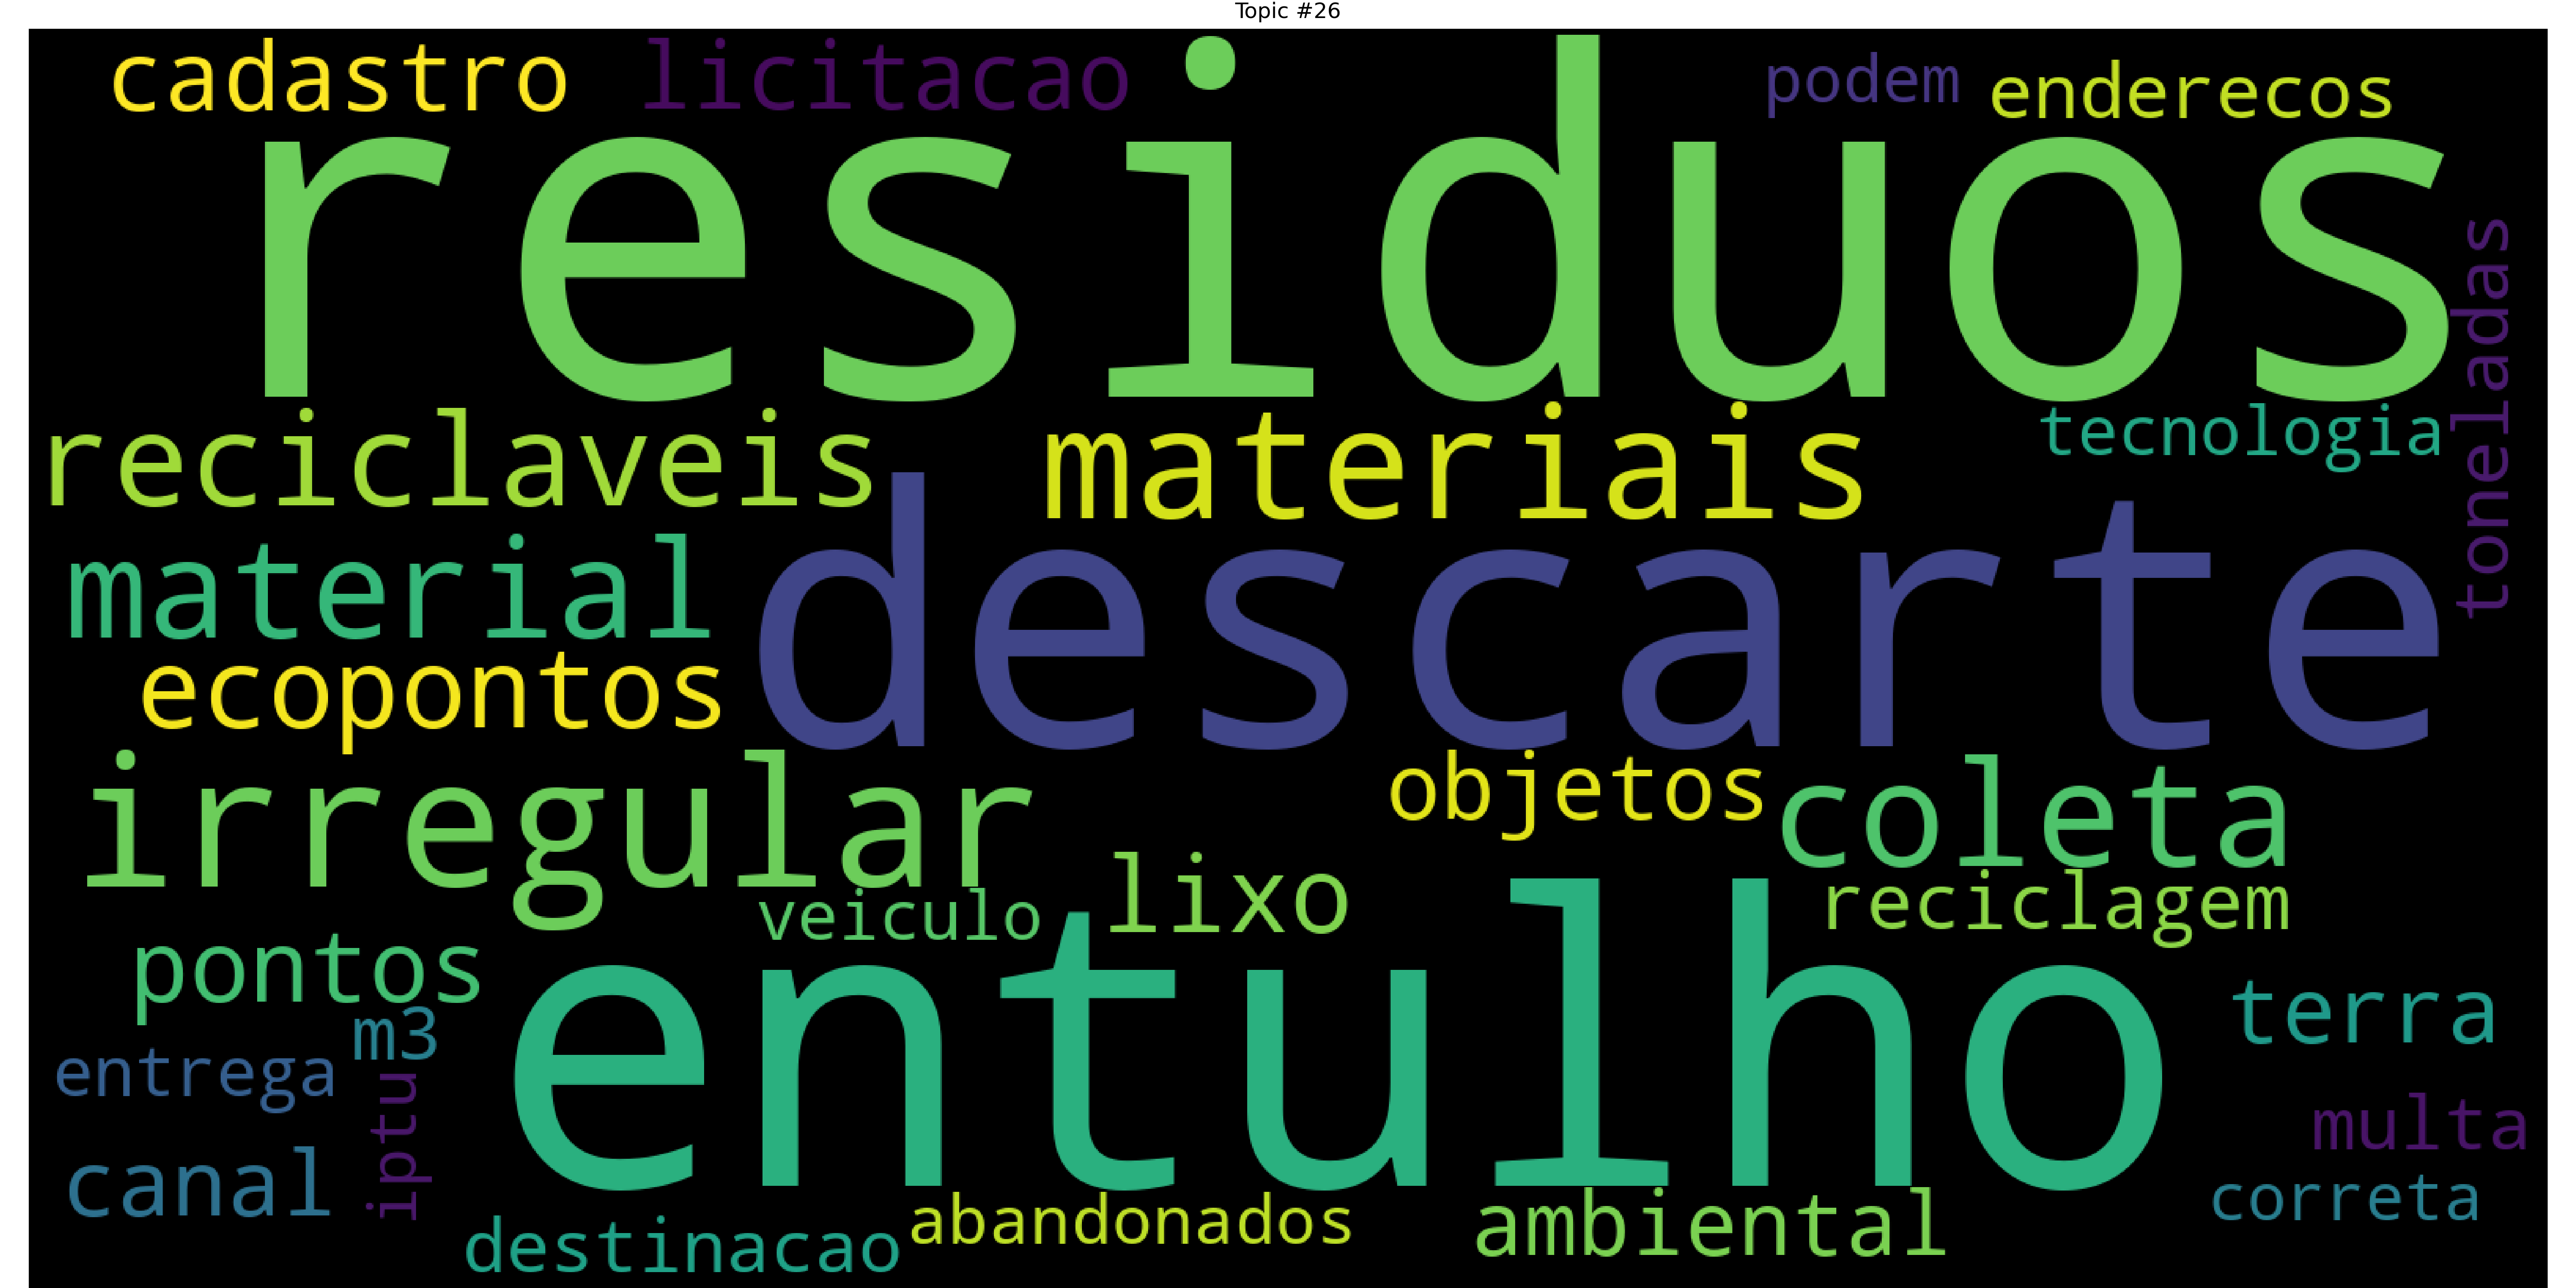 Topic #26
cadastro
licitacao
podem
enderecos
residuos
toneladas
reciclaveis
materiais
tecnologia
material
descarte
ecopontos
irregular
objetos
coleta
veiculo
lixo
reciclagem
pontos
entulho
terra
m3
entrega
iptu
multa
canal
correta
destinacao
abandonados
ambiental